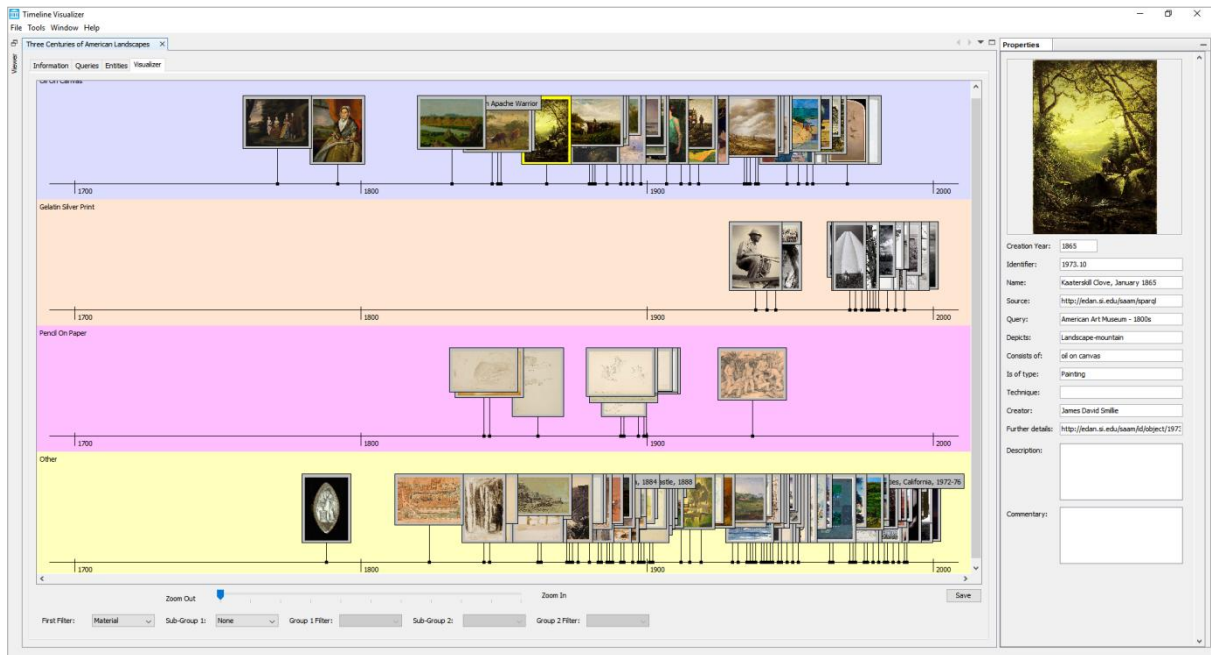 Timeline Visualizer
File Tools Window Help
Viewer
Three Centuries of American Landscapes X
Information Queries Entities Visualizer
Oil On Canvas
n Apache Warrior
1700 1800 1900 2000
Gelatin Silver Print
1700 1800 1900 2000
Pencil On Paper
1700 1800 1900 2000
Other
, 1884 astle, 1888 es, California, 1972-76
1700 1800 1900 2000
Zoom Out Zoom In Save
First Filter: Material Sub-Group 1: None Group 1 Filter: Sub-Group 2: Group 2 Filter:
Properties
Creation Year: 1865
Identifier: 1973.10
Name: Kaaterskill Clove, January 1865
Source: http://edan.si.edu/saam/sparql
Query: American Art Museum - 1800s
Depicts: Landscape-mountain
Consists of: oil on canvas
Is of type: Painting
Technique:
Creator: James David Smillie
Further details: http://edan.si.edu/saam/id/object/1973
Description:
Commentary: